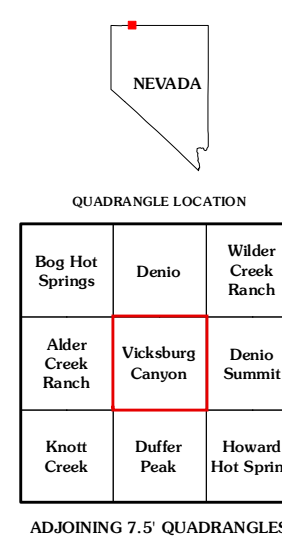 NEVADA
QUADRANGLE LOCATION
Bog Hot
Springs
Denio
Wilder
Creek
Ranch
Alder
Creek
Ranch
Vicksburg
Canyon
Denio
Summit
Knott
Creek
Duffer
Peak
Howard
Hot Sprin
ADJOINING 7.5' QUADRANGLES